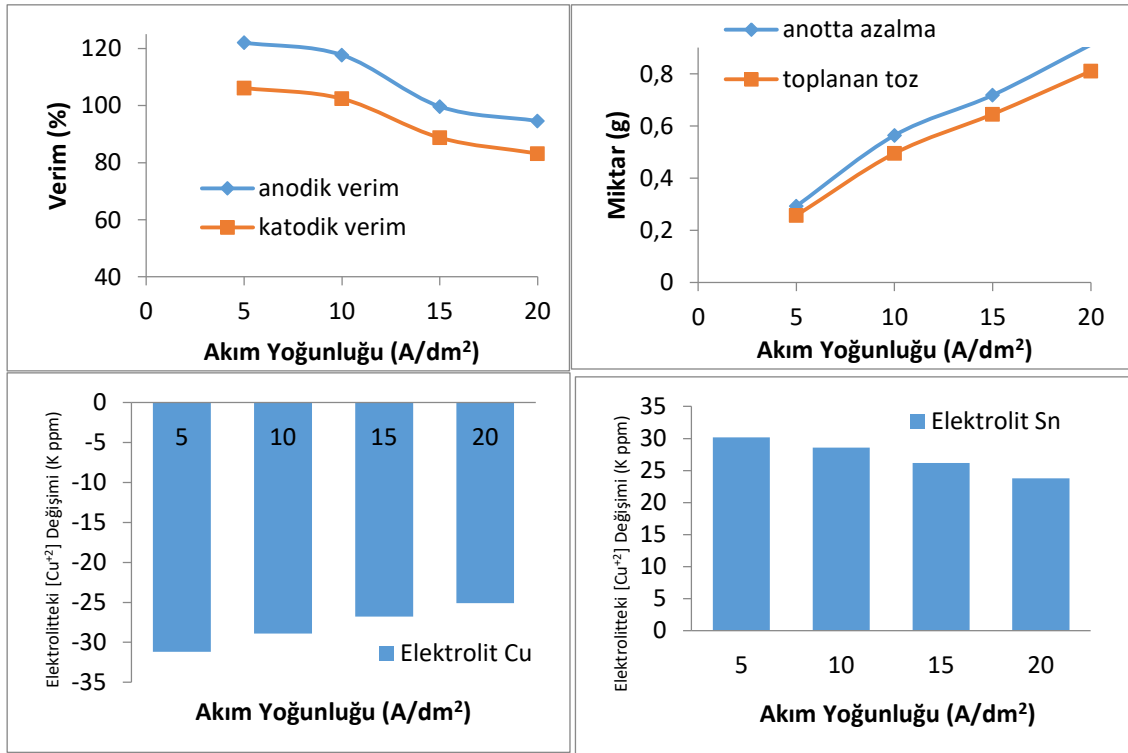 120
100
80
60
40
Verim (%)
anodik verim
katodik verim
0 5 10 15 20
Akım Yoğunluğu (A/dm²)
anotta azalma
toplanan toz
0,8
0,6
0,4
0,2
0
Miktar (g)
0 5 10 15 20
Akım Yoğunluğu (A/dm²)
0
-5
-10
-15
-20
-25
-30
-35
Elektrolitteki [Cu⁺²] Değişimi (K ppm)
5 10 15 20
Elektrolit Cu
Akım Yoğunluğu (A/dm²)
35
30
25
20
15
10
5
0
Elektrolitteki [Cu⁺²] Değişimi (K ppm)
Elektrolit Sn
5 10 15 20
Akım Yoğunluğu (A/dm²)